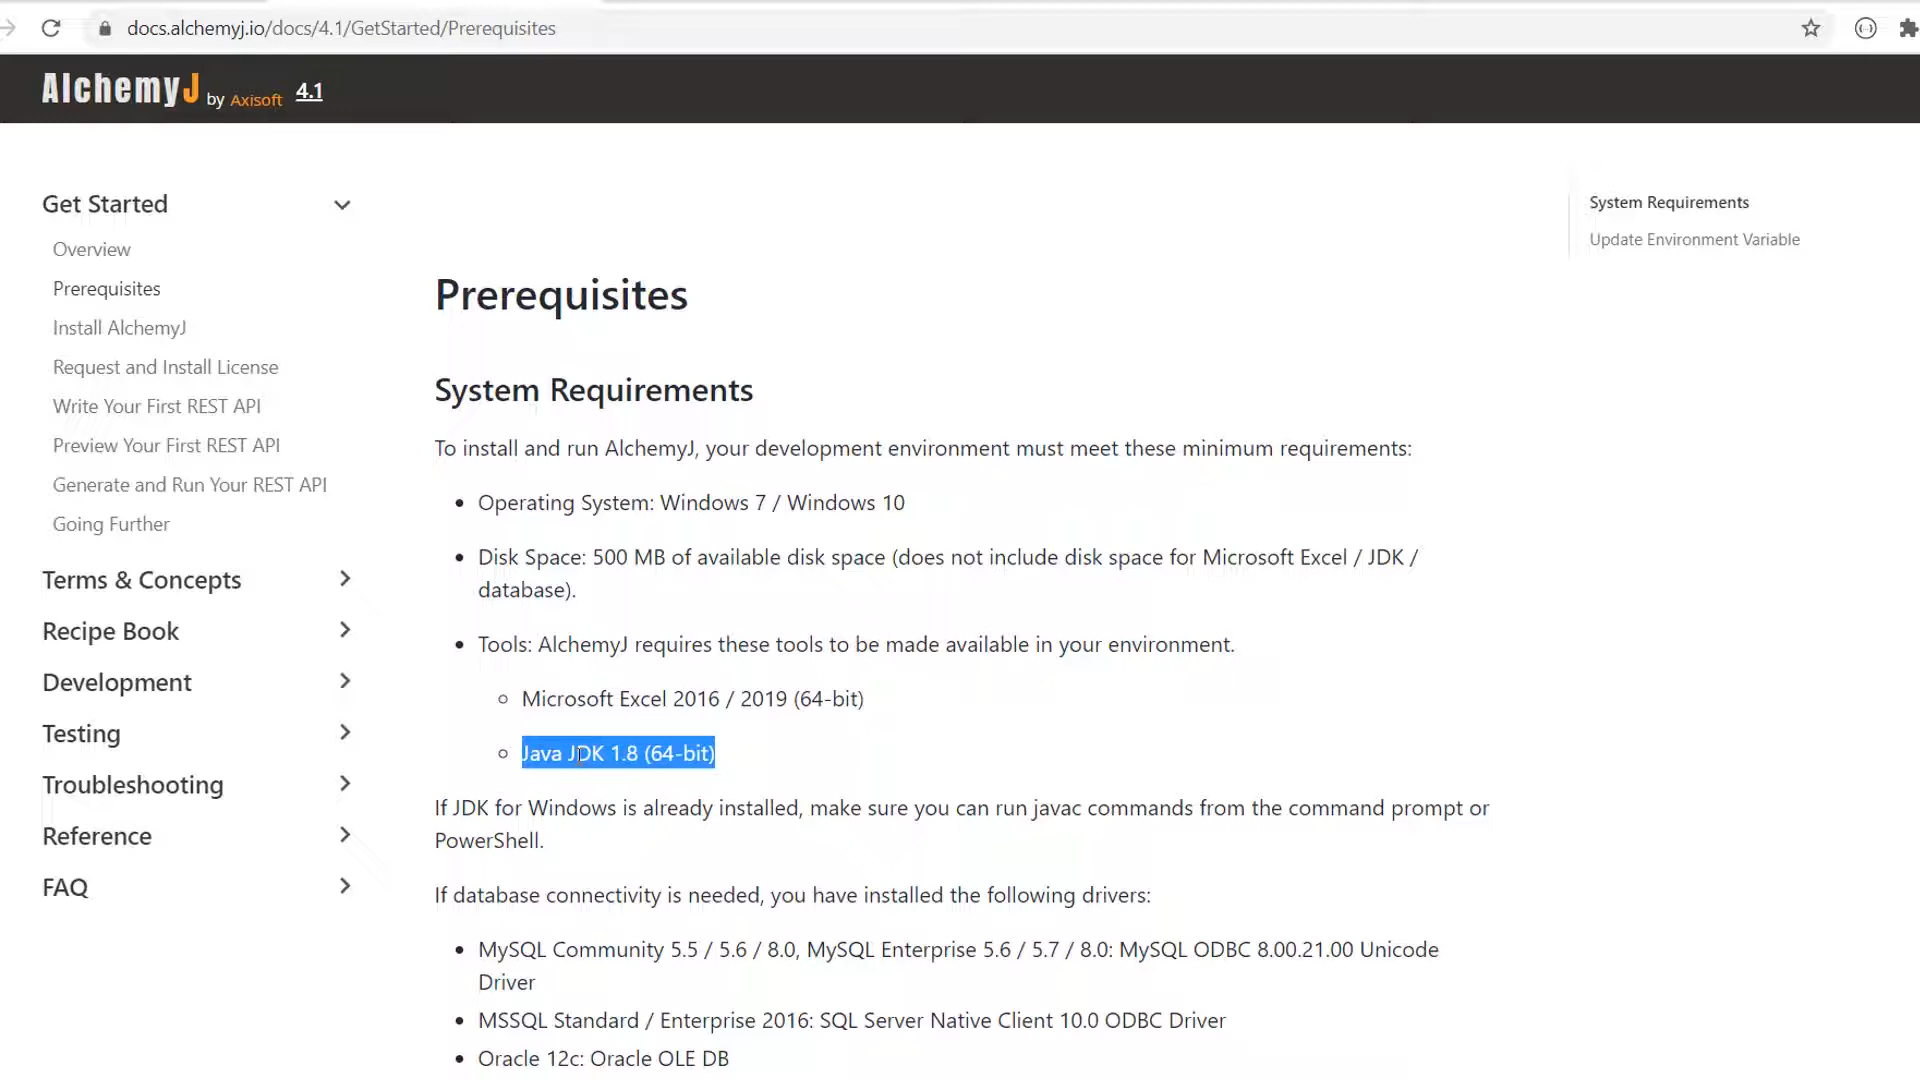 docs.alchemyj.io/docs/4.1/GetStarted/Prerequisites
AlchemyJ by Axisoft 4.1
Get Started
Overview
Prerequisites
Install AlchemyJ
Request and Install License
Write Your First REST API
Preview Your First REST API
Generate and Run Your REST API
Going Further
Terms & Concepts
Recipe Book
Development
Testing
Troubleshooting
Reference
FAQ
Prerequisites
System Requirements
To install and run AlchemyJ, your development environment must meet these minimum requirements:
• Operating System: Windows 7 / Windows 10
• Disk Space: 500 MB of available disk space (does not include disk space for Microsoft Excel / JDK /
database).
• Tools: AlchemyJ requires these tools to be made available in your environment.
◦ Microsoft Excel 2016 / 2019 (64-bit)
◦ Java JDK 1.8 (64-bit)
If JDK for Windows is already installed, make sure you can run javac commands from the command prompt or
PowerShell.
If database connectivity is needed, you have installed the following drivers:
• MySQL Community 5.5 / 5.6 / 8.0, MySQL Enterprise 5.6 / 5.7 / 8.0: MySQL ODBC 8.00.21.00 Unicode
Driver
• MSSQL Standard / Enterprise 2016: SQL Server Native Client 10.0 ODBC Driver
• Oracle 12c: Oracle OLE DB
System Requirements
Update Environment Variable